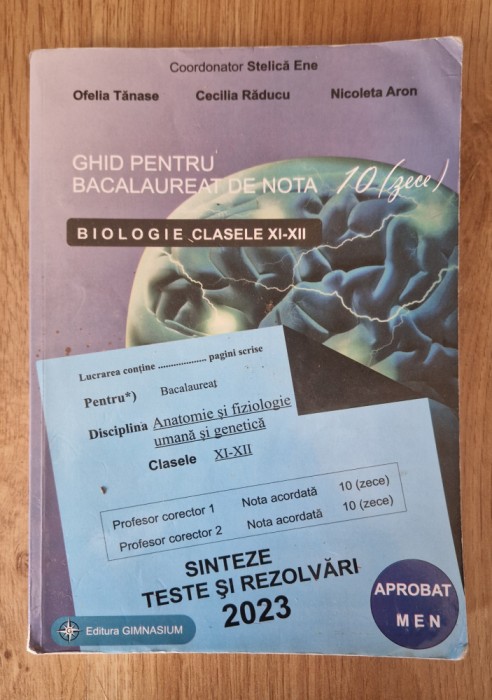 Coordonator Stelică Ene
Ofelia Tănase Cecilia Răducu Nicoleta Aron
GHID PENTRU
BACALAUREAT DE NOTA 10 (zece)
BIOLOGIE CLASELE XI-XII
Lucrarea conține .................. pagini scrise
Pentru*) Bacalaureat
Disciplina Anatomie și fiziologie
umană și genetică
Clasele XI-XII
Profesor corector 1 Nota acordată 10 (zece)
Profesor corector 2 Nota acordată 10 (zece)
SINTEZE
TESTE ȘI REZOLVĂRI
2023
APROBAT
MEN
Editura GIMNASIUM